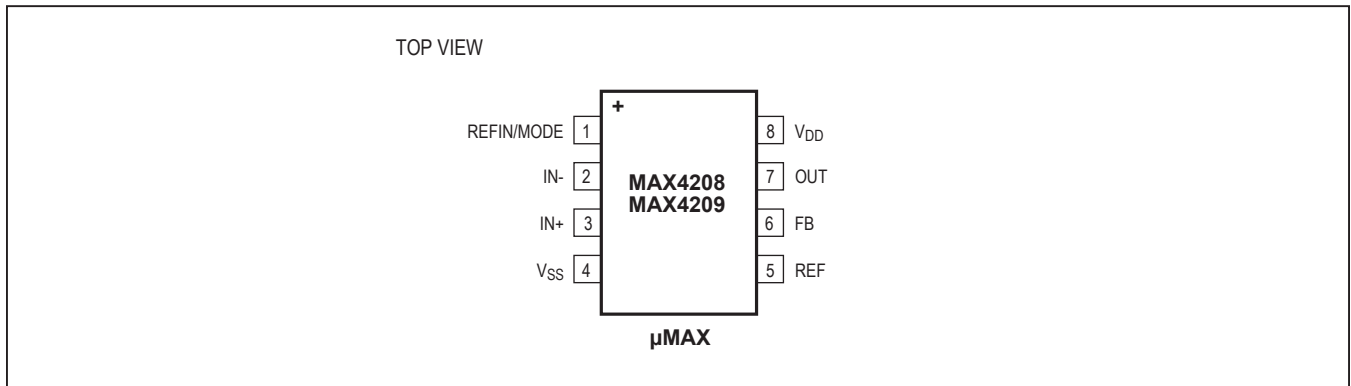 TOP VIEW
+
REFIN/MODE 1
8 VDD
IN- 2
MAX4208
7 OUT
MAX4209
IN+ 3
6 FB
VSS 4
5 REF
µMAX